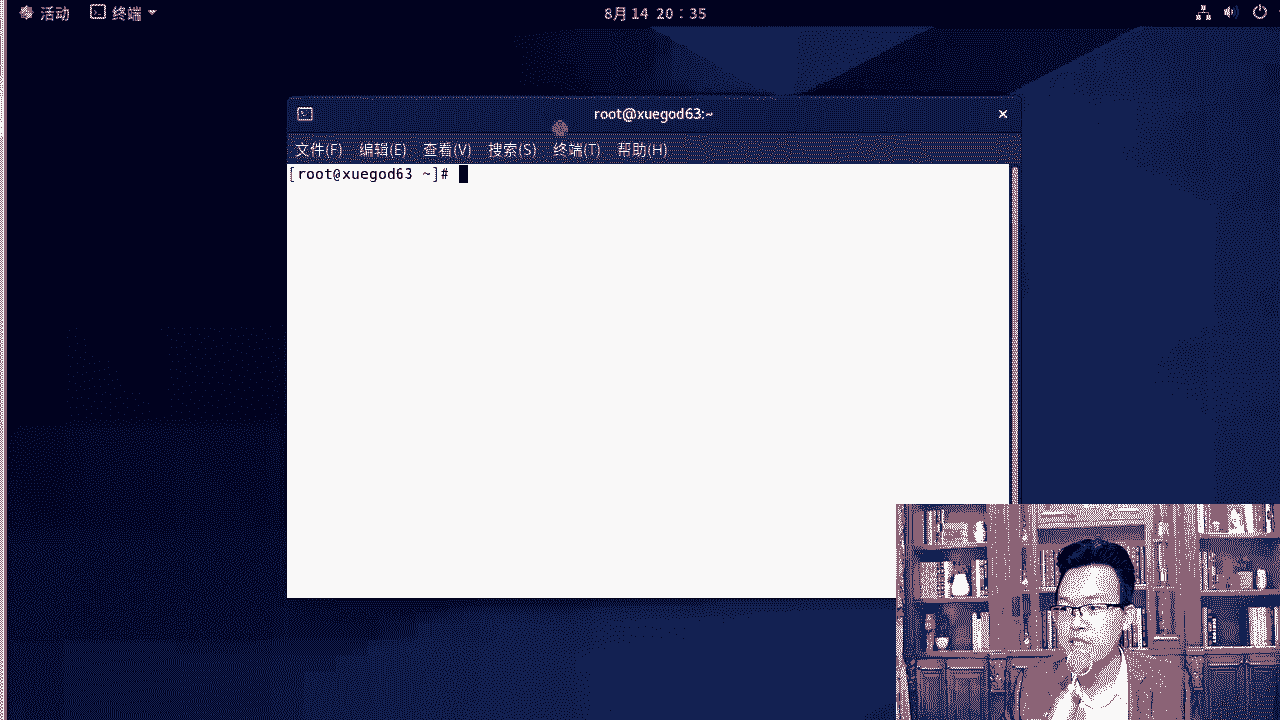 活动 终端 8月 14 20：35
root@xuegod63:~
文件(F) 编辑(E) 查看(V) 搜索(S) 终端(T) 帮助(H)
[root@xuegod63 ~]#